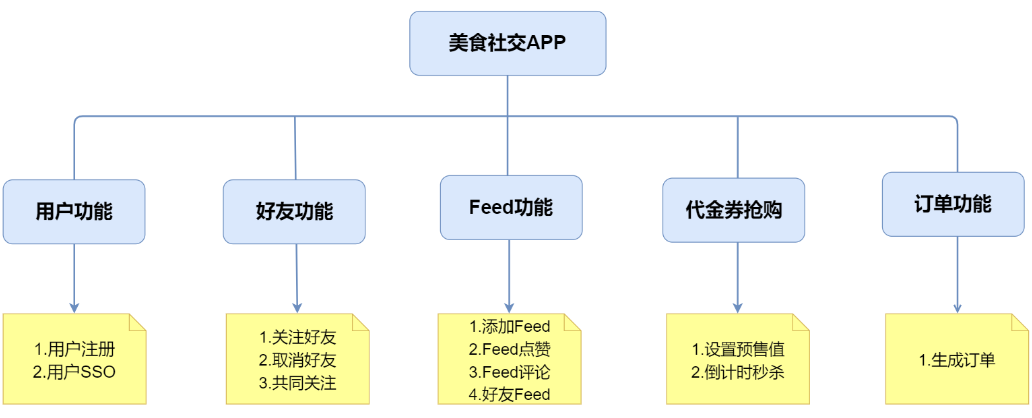 美食社交APP
用户功能
好友功能
Feed功能
代金券抢购
订单功能
1.用户注册
2.用户SSO
1.关注好友
2.取消好友
3.共同关注
1.添加Feed
2.Feed点赞
3.Feed评论
4.好友Feed
1.设置预售值
2.倒计时秒杀
1.生成订单